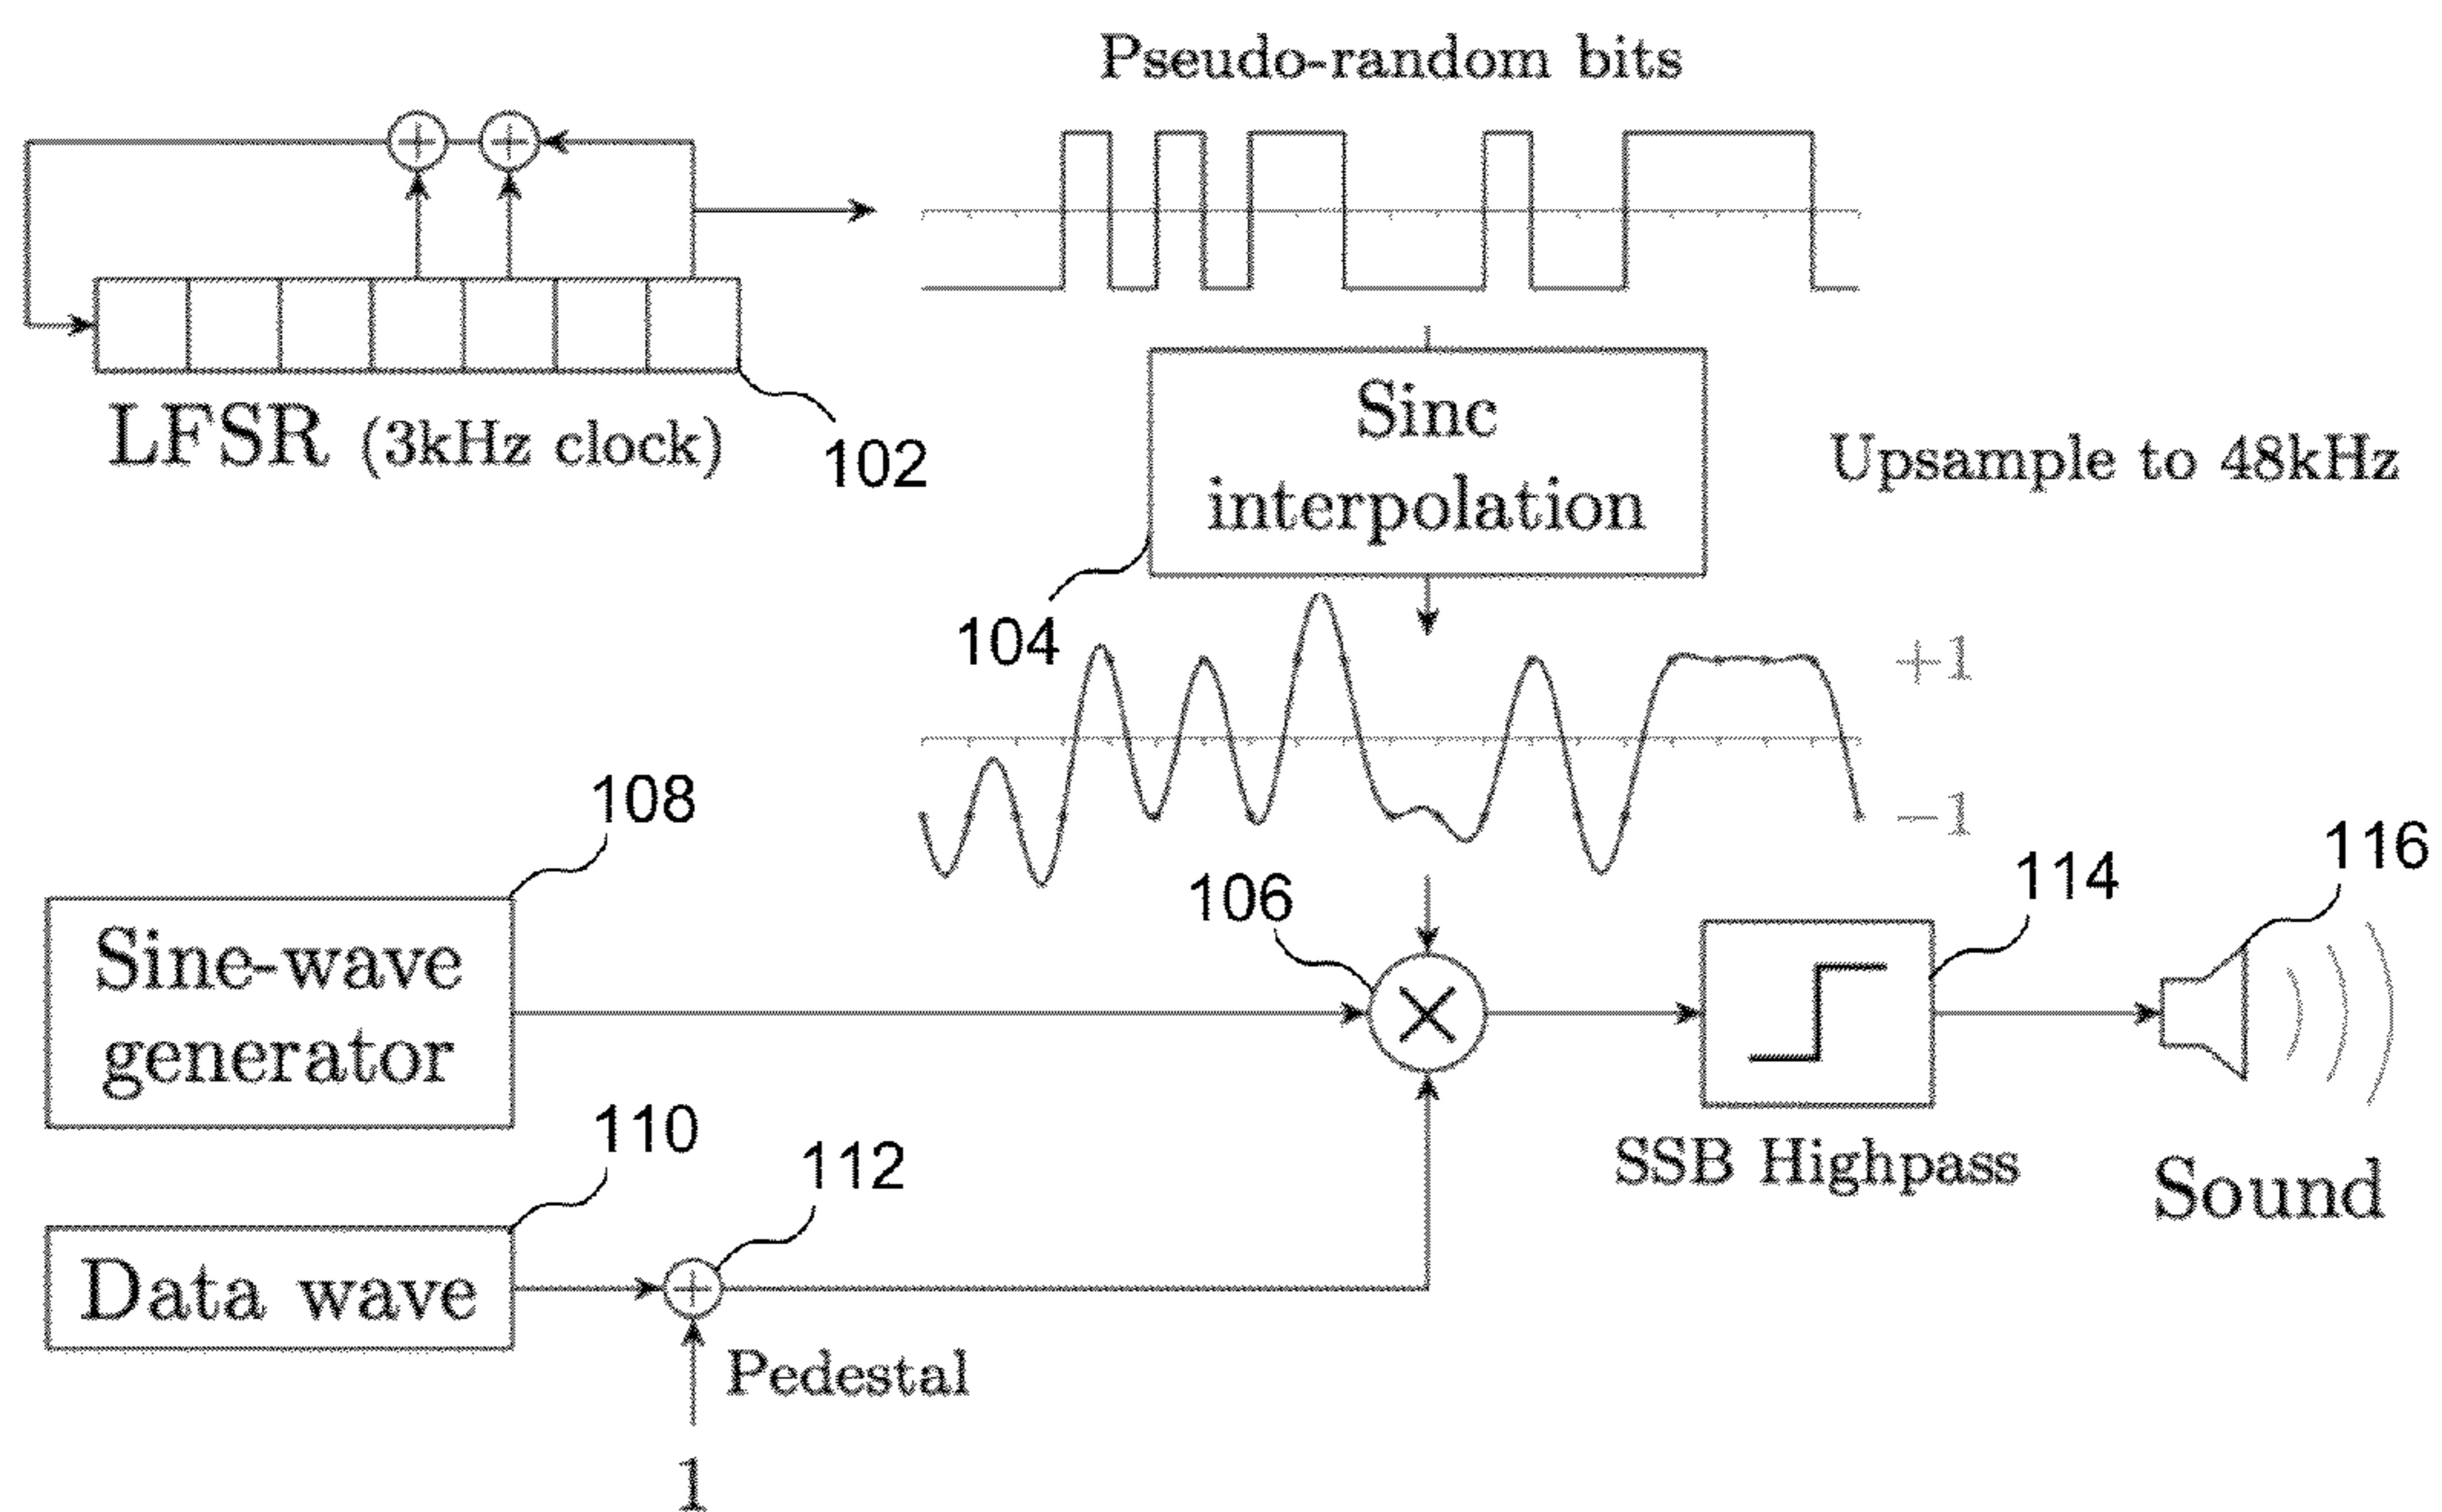 Pseudo-random bits
LFSR (3kHz clock)
102
Sinc
interpolation
Upsample to 48kHz
104
+1
−1
108
Sine-wave
generator
106
114
116
110
Data wave
112
Pedestal
1
SSB Highpass
Sound